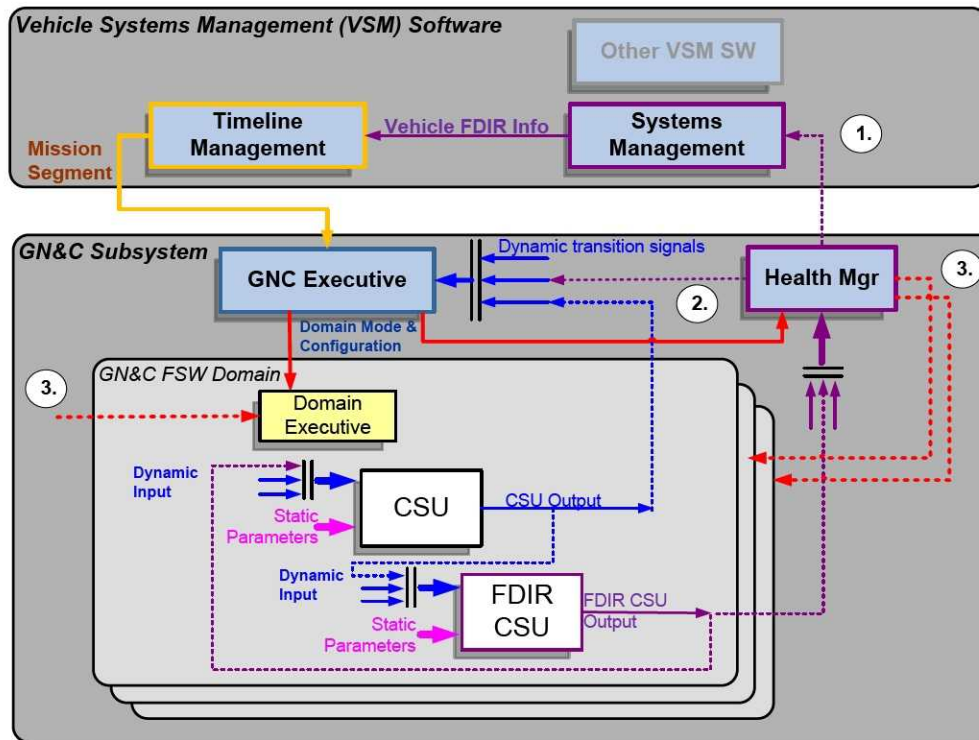 Vehicle Systems Management (VSM) Software
Other VSM SW
Timeline
Management
Vehicle FDIR Info
Systems
Management
1.
Mission
Segment
GN&C Subsystem
GNC Executive
Dynamic transition signals
Health Mgr
3.
2.
Domain Mode &
Configuration
GN&C FSW Domain
3.
Domain
Executive
Dynamic
Input
CSU
CSU Output
Static
Parameters
Dynamic
Input
FDIR
CSU
FDIR CSU
Output
Static
Parameters